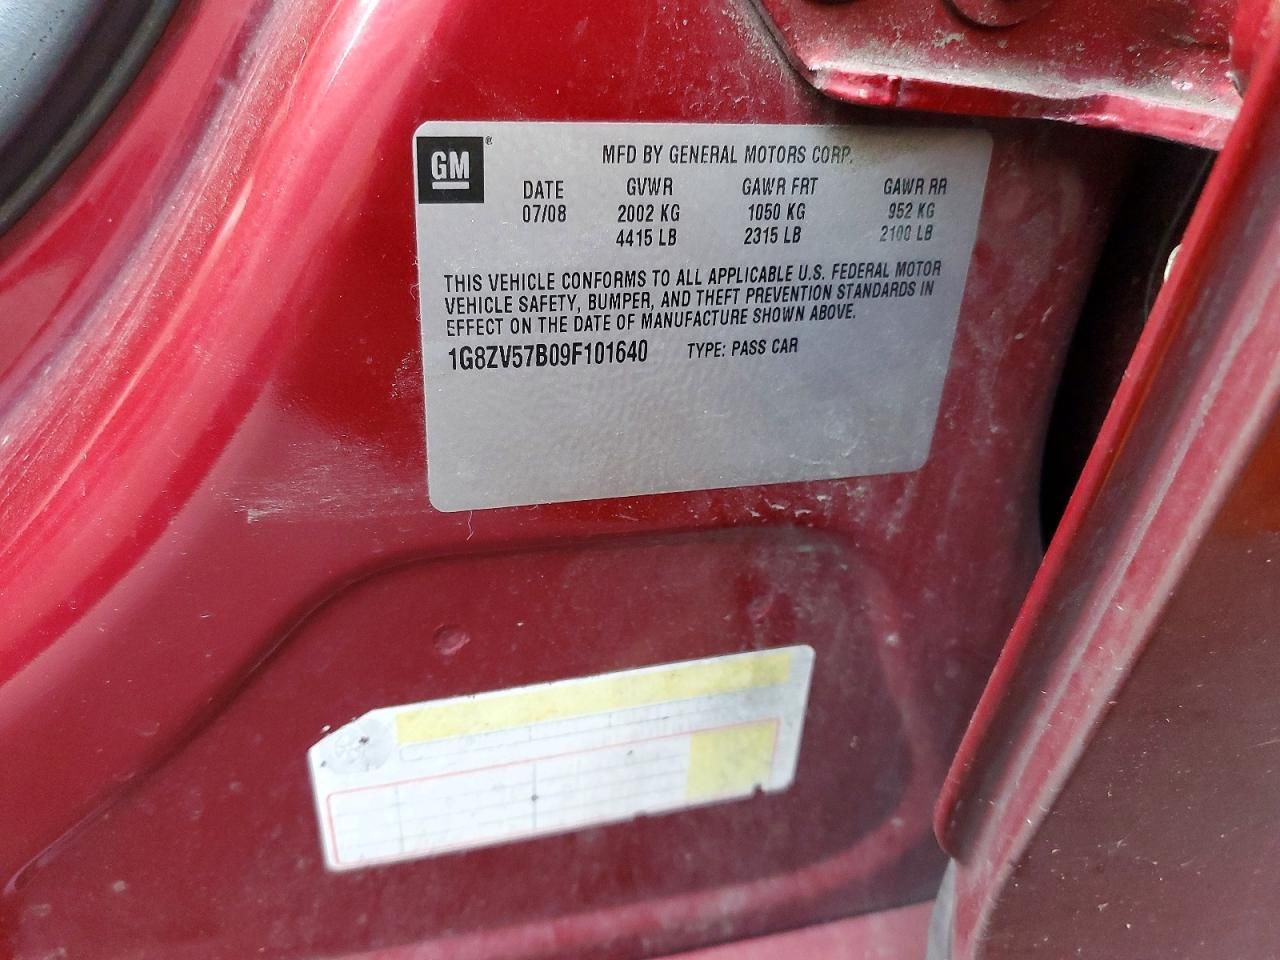 GM®
MFD BY GENERAL MOTORS CORP.
DATE GVWR GAWR FRT GAWR RR
07/08 2002 KG 1050 KG 952 KG
4415 LB 2315 LB 2100 LB
THIS VEHICLE CONFORMS TO ALL APPLICABLE U.S. FEDERAL MOTOR
VEHICLE SAFETY, BUMPER, AND THEFT PREVENTION STANDARDS IN
EFFECT ON THE DATE OF MANUFACTURE SHOWN ABOVE.
1G8ZV57B09F101640 TYPE: PASS CAR